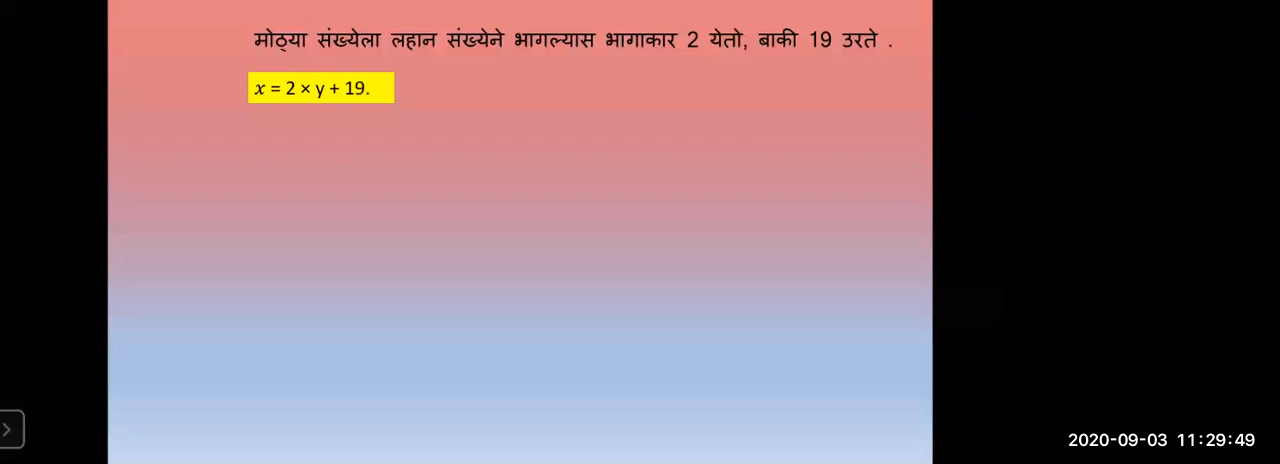 मोठ्या संख्येला लहान संख्येने भागल्यास भागाकार 2 येतो, बाकी 19 उरते .
x = 2 × y + 19.
2020-09-03 11:29:49